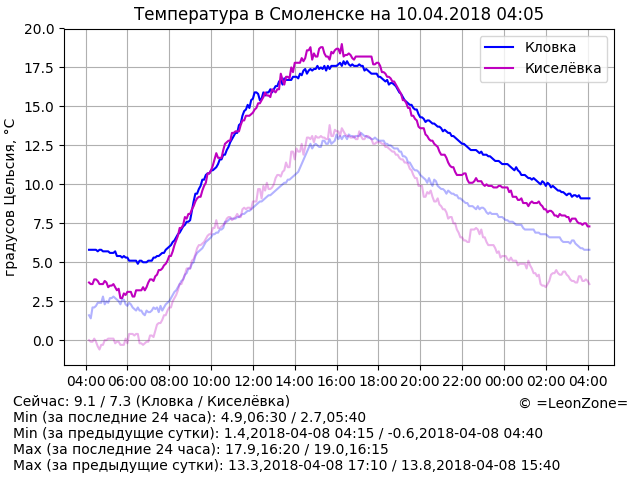 Температура в Смоленске на 10.04.2018 04:05
20.0
17.5
15.0
12.5
10.0
7.5
5.0
2.5
0.0
градусов Цельсия, °C
Кловка
Киселёвка
04:00 06:00 08:00 10:00 12:00 14:00 16:00 18:00 20:00 22:00 00:00 02:00 04:00
Сейчас: 9.1 / 7.3 (Кловка / Киселёвка)
© =LeonZone=
Min (за последние 24 часа): 4.9,06:30 / 2.7,05:40
Min (за предыдущие сутки): 1.4,2018-04-08 04:15 / -0.6,2018-04-08 04:40
Max (за последние 24 часа): 17.9,16:20 / 19.0,16:15
Max (за предыдущие сутки): 13.3,2018-04-08 17:10 / 13.8,2018-04-08 15:40